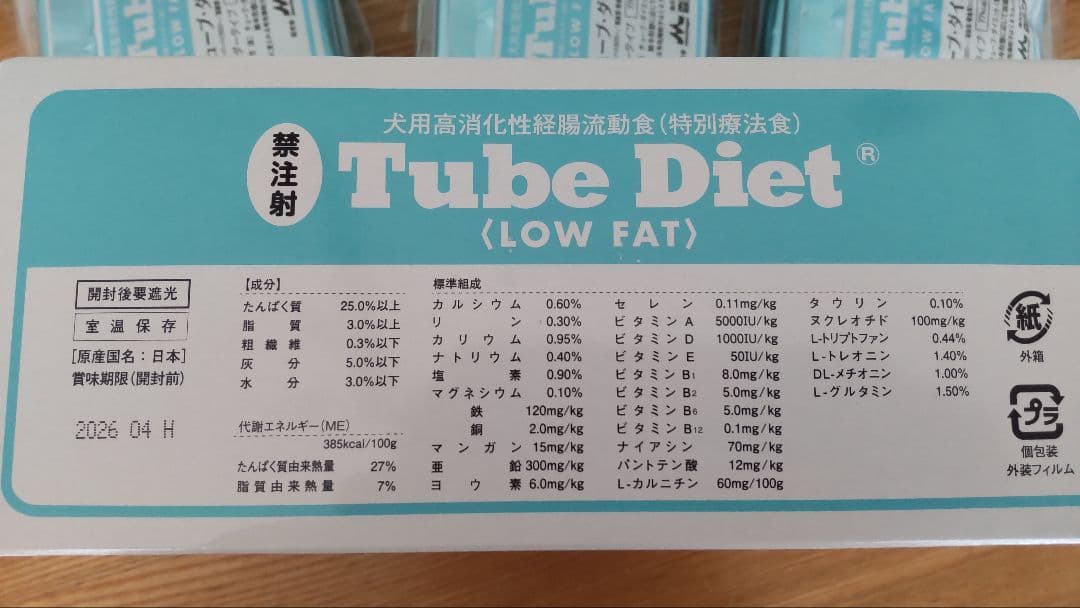 Tub
LOW FAT
Tu
LOW F
Tu
LOW FA
犬用高消化性経腸流動食(特別療法食)
禁注射
Tube Diet®
〈LOW FAT〉
開封後要遮光
室温保存
[原産国名：日本]
賞味期限(開封前)
2026 04 H
【成分】
たんぱく質 25.0%以上
脂質 3.0%以上
粗繊維 0.3%以下
灰分 5.0%以下
水分 3.0%以下
代謝エネルギー(ME)
385kcal/100g
たんぱく質由来熱量 27%
脂質由来熱量 7%
標準組成
カルシウム 0.60%
リン 0.30%
カリウム 0.95%
ナトリウム 0.40%
塩素 0.90%
マグネシウム 0.10%
鉄 120mg/kg
銅 2.0mg/kg
マンガン 15mg/kg
亜鉛 300mg/kg
ヨウ素 6.0mg/kg
セレン 0.11mg/kg
ビタミンA 5000IU/kg
ビタミンD 1000IU/kg
ビタミンE 50IU/kg
ビタミンB1 8.0mg/kg
ビタミンB2 5.0mg/kg
ビタミンB6 5.0mg/kg
ビタミンB12 0.1mg/kg
ナイアシン 70mg/kg
パントテン酸 12mg/kg
L-カルニチン 60mg/100g
タウリン 0.10%
ヌクレオチド 100mg/kg
L-トリプトファン 0.44%
L-トレオニン 1.40%
DL-メチオニン 1.00%
L-グルタミン 1.50%
紙
外箱
プラ
個包装
外装フィルム